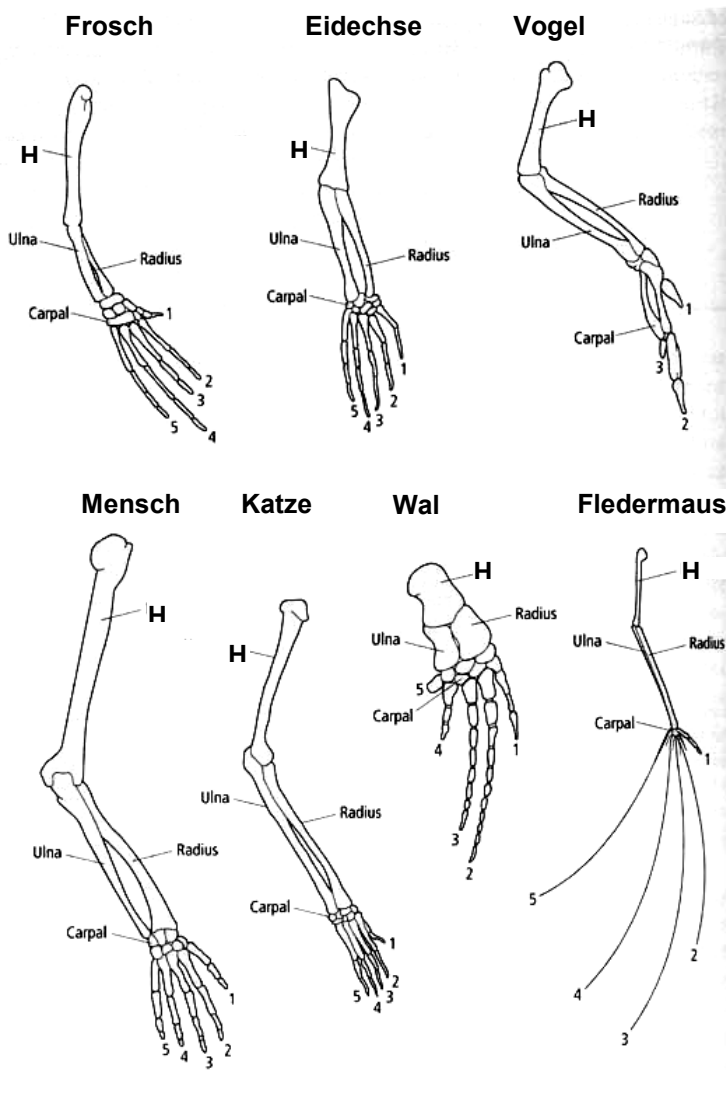 Frosch
Eidechse
Vogel
H
H
H
Ulna
Radius
Carpal
1
2
3
4
5
Ulna
Radius
Carpal
1
2
3
4
5
Radius
Ulna
Carpal
1
3
2
Mensch
Katze
Wal
Fledermaus
H
H
H
H
Ulna
Radius
Carpal
1
2
3
4
5
Ulna
Radius
Carpal
1
2
3
4
5
Ulna
Radius
5
Carpal
4
1
3
2
Ulna
Radius
Carpal
1
5
2
4
3